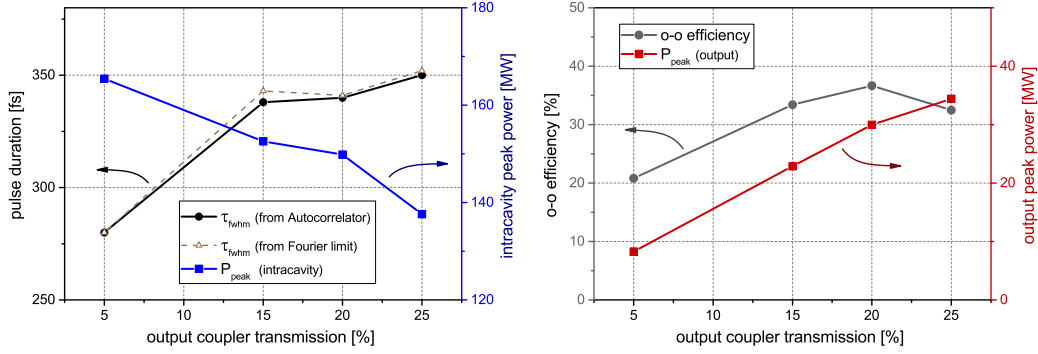 350
300
250
pulse duration [fs]
180
160
140
120
intracavity peak power [MW]
τfwhm (from Autocorrelator)
τfwhm (from Fourier limit)
Ppeak (intracavity)
5 10 15 20 25
output coupler transmission [%]
50
40
30
20
10
0
o-o efficiency [%]
o-o efficiency
Ppeak (output)
40
20
0
output peak power [MW]
5 10 15 20 25
output coupler transmission [%]